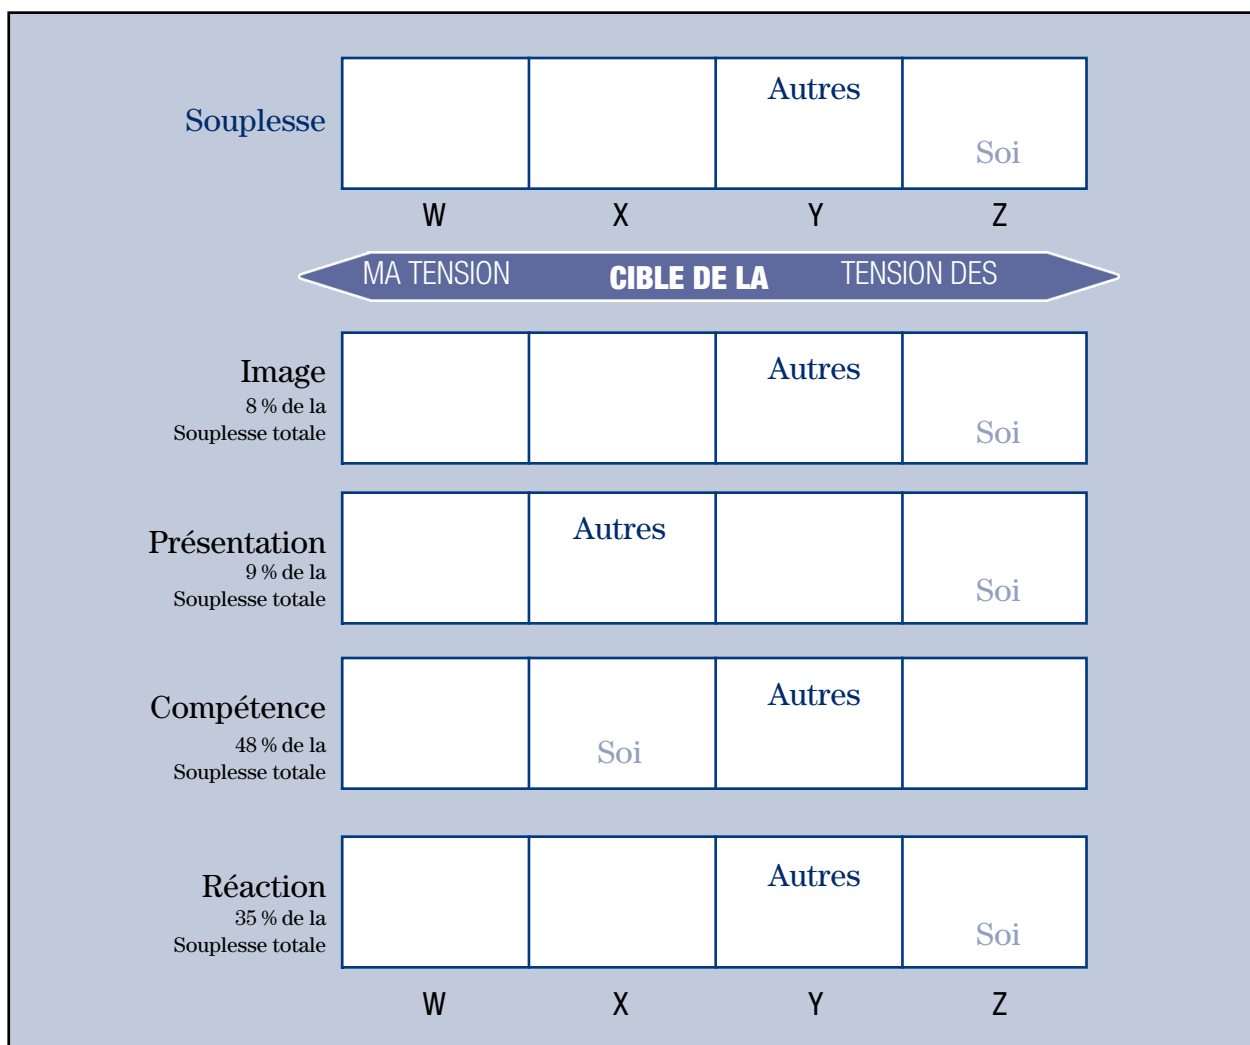 Autres
Souplesse
Soi
W X Y Z
MA TENSION CIBLE DE LA TENSION DES
Autres
Image
8 % de la
Souplesse totale
Soi
Autres
Présentation
9 % de la
Souplesse totale
Soi
Autres
Compétence
48 % de la
Souplesse totale
Soi
Autres
Réaction
35 % de la
Souplesse totale
Soi
W X Y Z